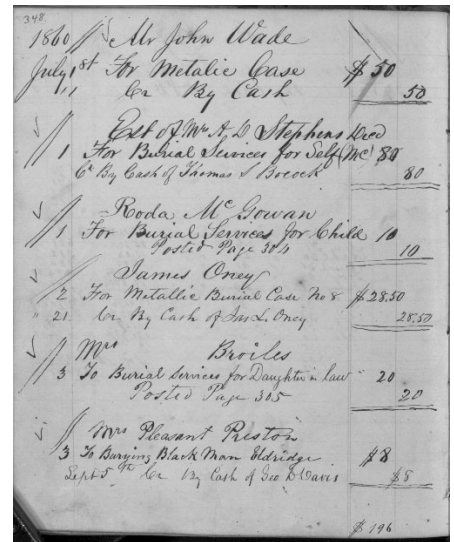 348
1860 Mr John Wade
July 1st For Metalic Case $50
" Cr By Cash 50
Est of Mr A. D Stephens Decd
1 For Burial Services for Self (MC) 80
Cr By Cash of Thomas S Bocock 80
Roda McGowan
1 For Burial Services for Child 10
Posted Page 304 10
James Oney
2 For Metallic Burial Case No 8 $28.50
" 21 Cr By Cash of Jas L. Oney 28.50
Mrs Broiles
3 To Burial Services for Daughter in Law 20
Posted Page 305 20
Mrs Pleasant Preston
3 To Burying Black Man Eldridge $8
Sept 5th Cr By Cash of Geo D Davis $8
$196